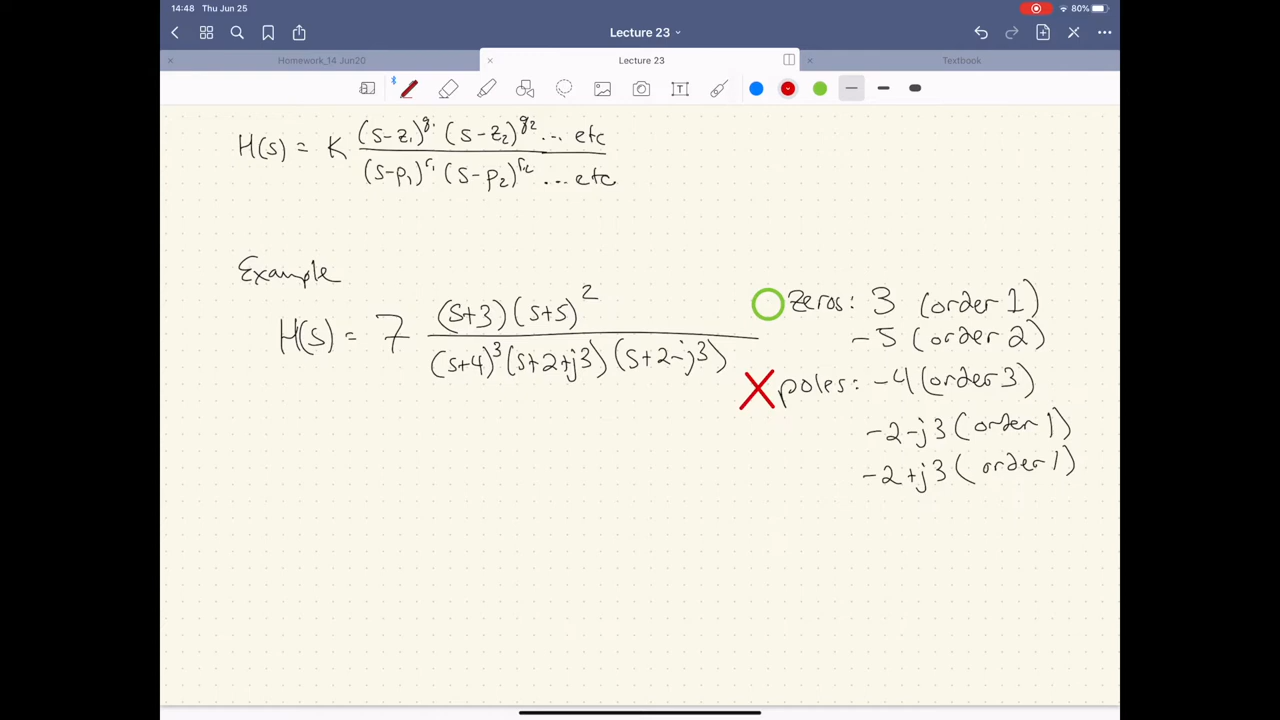 14:48 Thu Jun 25
80%
Lecture 23
Homework_14 Jun20
Lecture 23
Textbook
T
H(s) = K (s-z₁)^q₁ (s-z₂)^q₂ ... etc
(s-p₁)^r₁ (s-p₂)^r₂ ... etc
Example
H(s) = 7 (s+3)(s+5)²
(s+4)³(s+2+j3)(s+2-j3)
zeros: 3 (order 1)
-5 (order 2)
poles: -4 (order 3)
-2-j3 (order 1)
-2+j3 (order 1)